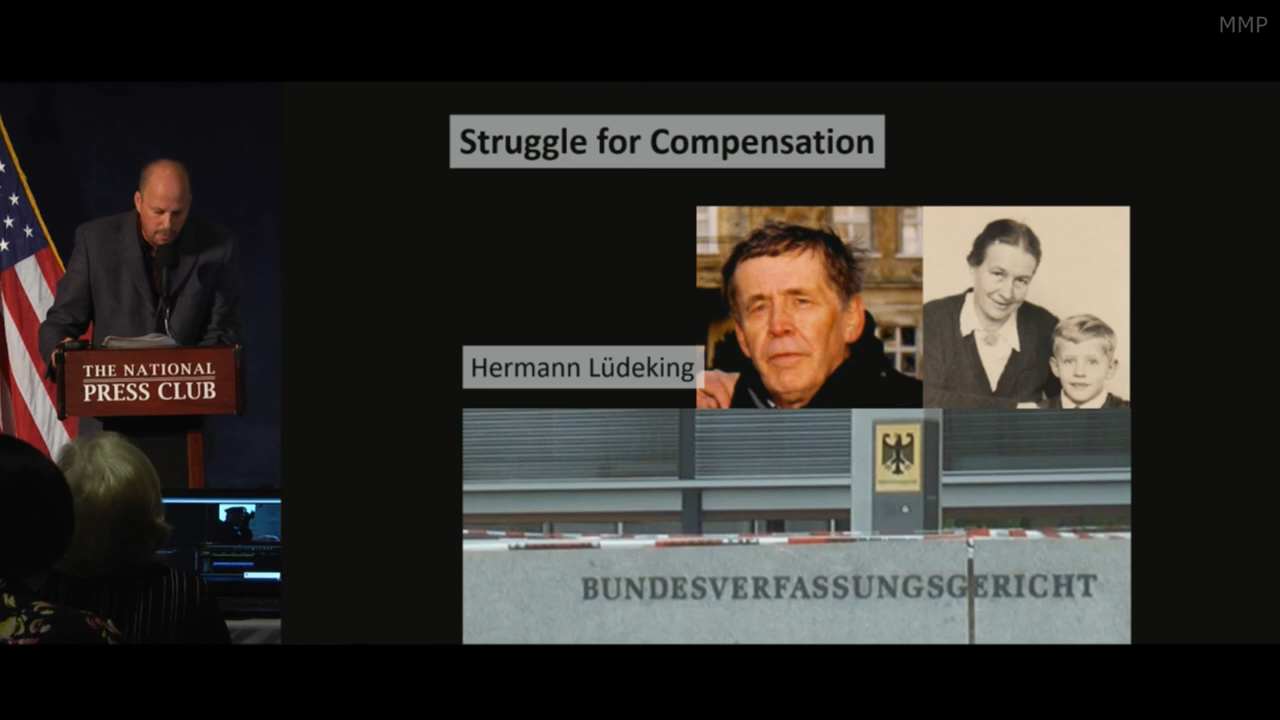 MMP
Struggle for Compensation
Hermann Lüdeking
THE NATIONAL
PRESS CLUB
BUNDESVERFASSUNGSGERICHT